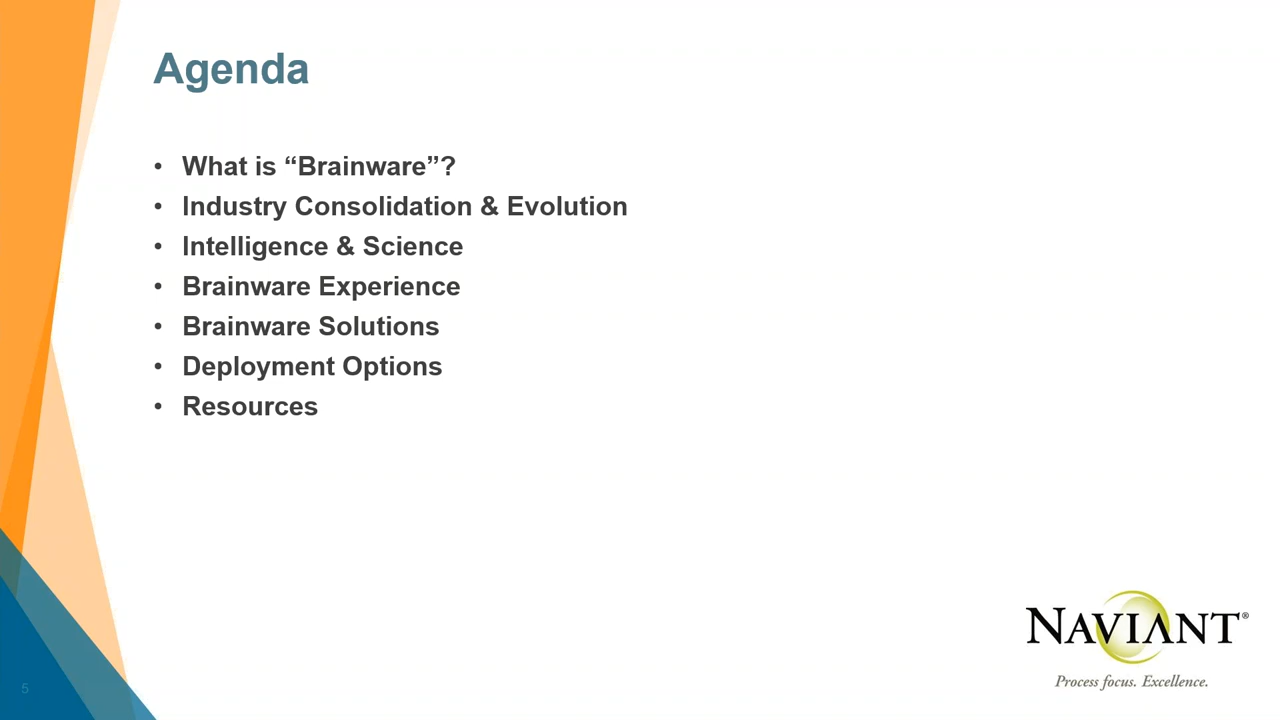 Agenda
• What is “Brainware”?
• Industry Consolidation & Evolution
• Intelligence & Science
• Brainware Experience
• Brainware Solutions
• Deployment Options
• Resources
NAVIANT®
Process focus. Excellence.
5